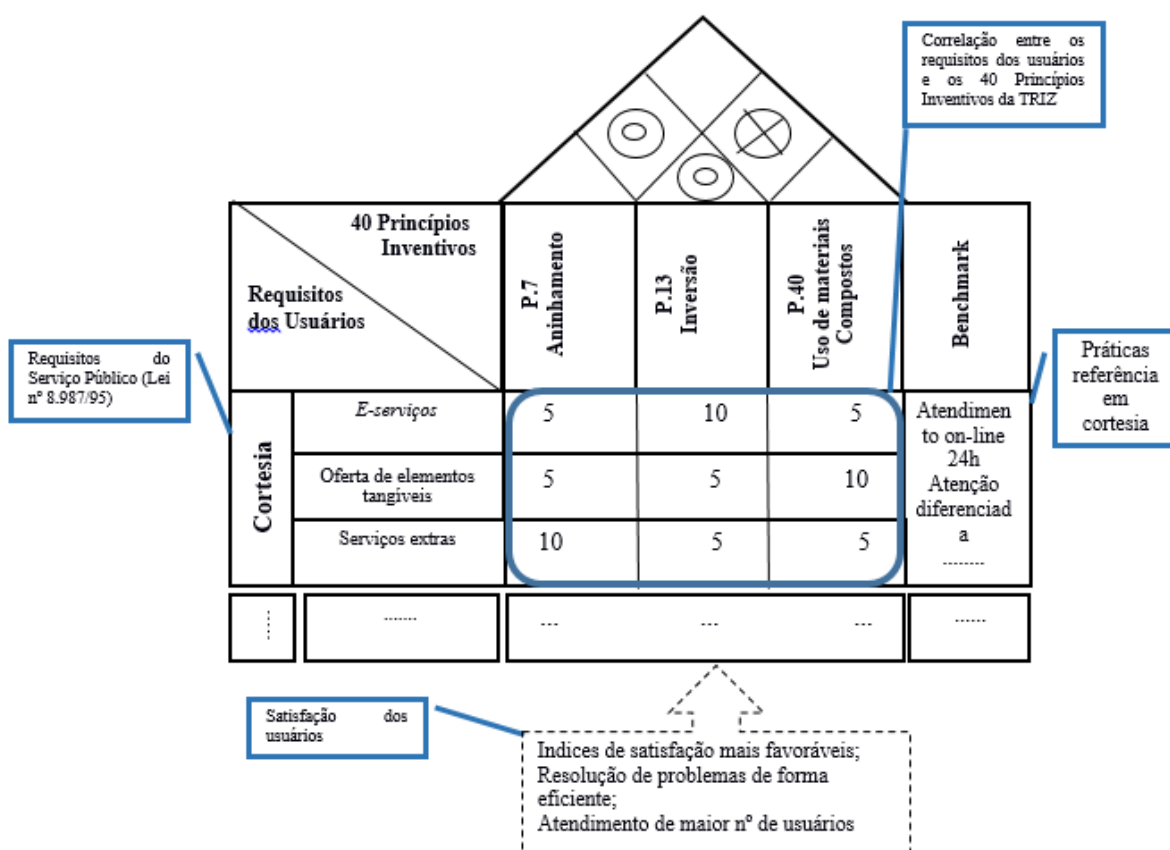 Correlação entre os
requisitos dos usuários
e os 40 Princípios
Inventivos da TRIZ
40 Princípios
Inventivos
Requisitos
dos Usuários
P.7
Aninhamento
P.13
Inversão
P.40
Uso de materiais
Compostos
Benchmark
Requisitos do
Serviço Público (Lei
nº 8.987/95)
Práticas
referência
em
cortesia
Cortesia
E-serviços
5
10
5
Oferta de elementos
tangíveis
5
5
10
Serviços extras
10
5
5
Atendimen
to on-line
24h
Atenção
diferenciad
a
........
......
.......
...
...
...
......
Satisfação dos
usuários
Indices de satisfação mais favoráveis;
Resolução de problemas de forma
eficiente;
Atendimento de maior nº de usuários